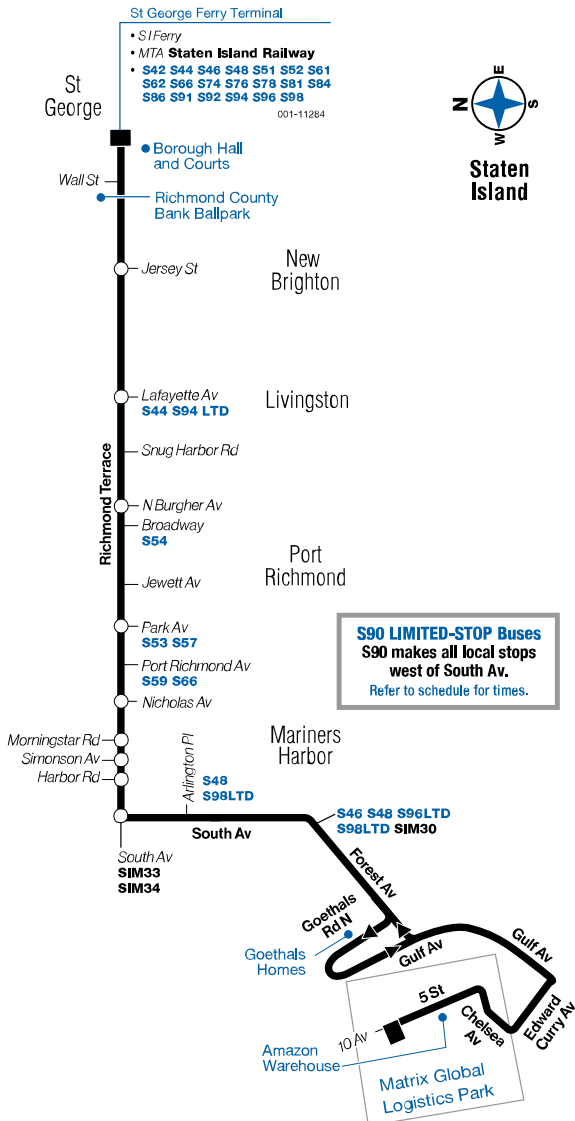 St George Ferry Terminal
• S I Ferry
• MTA Staten Island Railway
• S42 S44 S46 S48 S51 S52 S61
S62 S66 S74 S76 S78 S81 S84
S86 S91 S92 S94 S96 S98
001-11284
St
George
E
N
S
W
Staten
Island
Borough Hall
and Courts
Wall St
Richmond County
Bank Ballpark
Jersey St
New
Brighton
Lafayette Av
S44 S94 LTD
Livingston
Richmond Terrace
Snug Harbor Rd
N Burgher Av
Broadway
S54
Port
Richmond
Jewett Av
Park Av
S53 S57
Port Richmond Av
S59 S66
Nicholas Av
S90 LIMITED-STOP Buses
S90 makes all local stops
west of South Av.
Refer to schedule for times.
Mariners
Harbor
Morningstar Rd
Simonson Av
Harbor Rd
Arlington Pl
S48
S98LTD
South Av
S46 S48 S96LTD
S98LTD SIM30
South Av
SIM33
SIM34
Forest Av
Goethals
Rd N
Goethals
Homes
Gulf Av
Gulf Av
Edward
Curry Av
Chelsea
Av
5 St
10 Av
Amazon
Warehouse
Matrix Global
Logistics Park